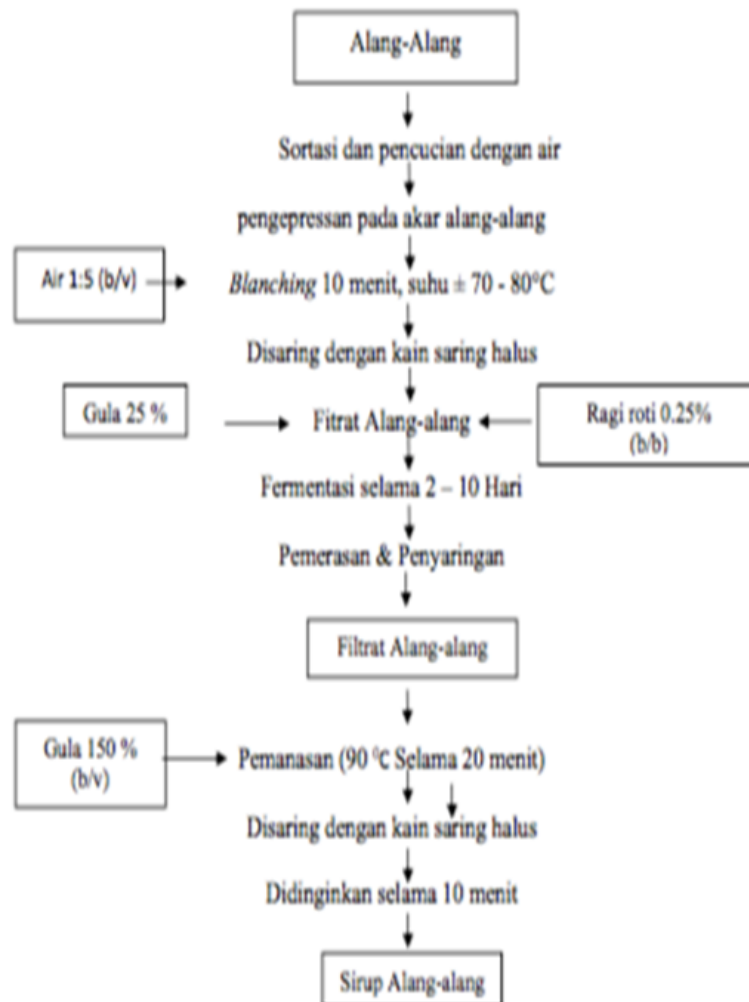 Alang-Alang
Sortasi dan pencucian dengan air
pengepressan pada akar alang-alang
Air 1:5 (b/v)
Blanching 10 menit, suhu ± 70 - 80°C
Disaring dengan kain saring halus
Gula 25 %
Fitrat Alang-alang
Ragi roti 0.25%
(b/b)
Fermentasi selama 2 – 10 Hari
Pemerasan & Penyaringan
Filtrat Alang-alang
Gula 150 %
(b/v)
Pemanasan (90 °C Selama 20 menit)
Disaring dengan kain saring halus
Didinginkan selama 10 menit
Sirup Alang-alang